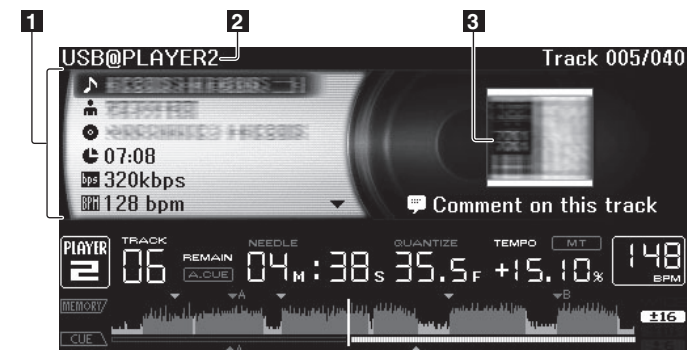 1 2 3
USB@PLAYER2 Track 005/040
07:08
bps 320kbps
BPM 128 bpm
Comment on this track
PLAYER 2 TRACK 06 REMAIN A.CUE NEEDLE 04M:38S QUANTIZE 35.5F TEMPO MT +15.10% 148 BPM
MEMORY A B
±16
CUE A